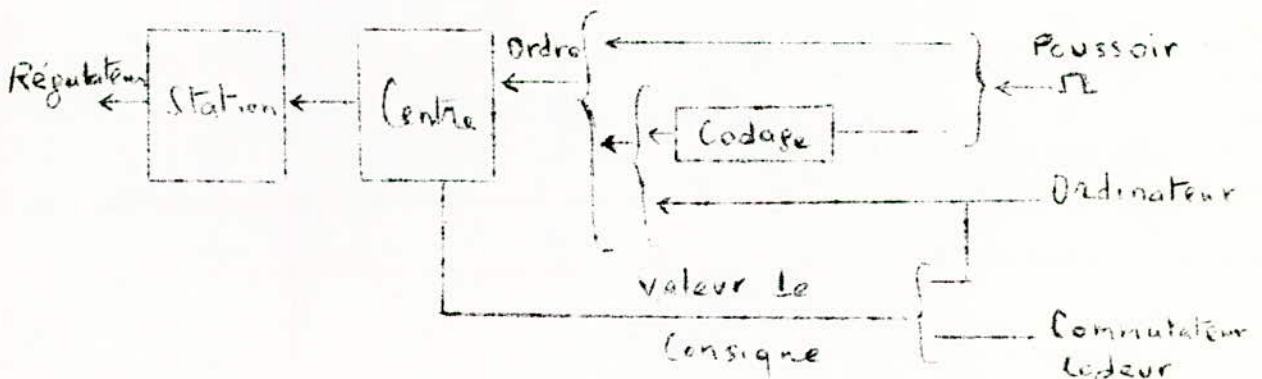 Régulateur
Station
Centre
Ordre
Codage
Poussoir
Ordinateur
valeur de
Consigne
Commutateur
codeur